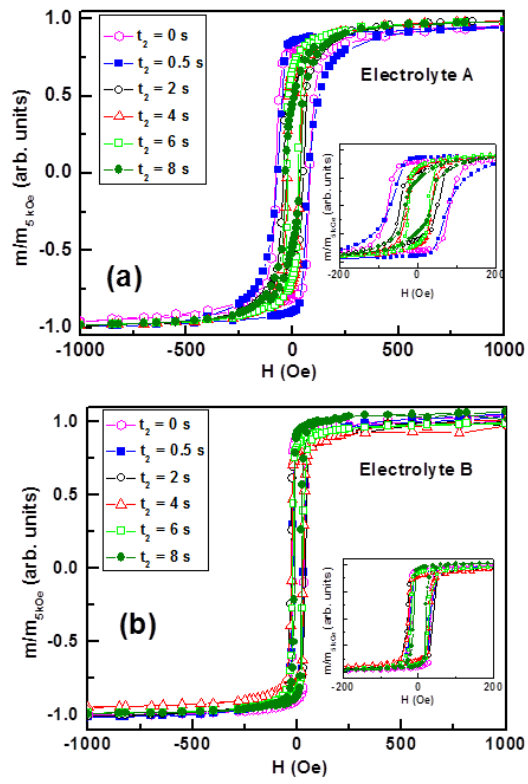 t2 = 0 s
t2 = 0.5 s
t2 = 2 s
t2 = 4 s
t2 = 6 s
t2 = 8 s
Electrolyte A
(a)
1.0
0.5
0.0
-0.5
-1.0
m/m5 kOe (arb. units)
-1000 -500 0 500 1000
H (Oe)
m/m5 kOe (arb. units)
-200 0 200
H (Oe)
t2 = 0 s
t2 = 0.5 s
t2 = 2 s
t2 = 4 s
t2 = 6 s
t2 = 8 s
Electrolyte B
(b)
1.0
0.5
0.0
-0.5
-1.0
m/m5 kOe (arb. units)
-1000 -500 0 500 1000
H (Oe)
m/m5 kOe (arb. units)
-200 0 200
H (Oe)